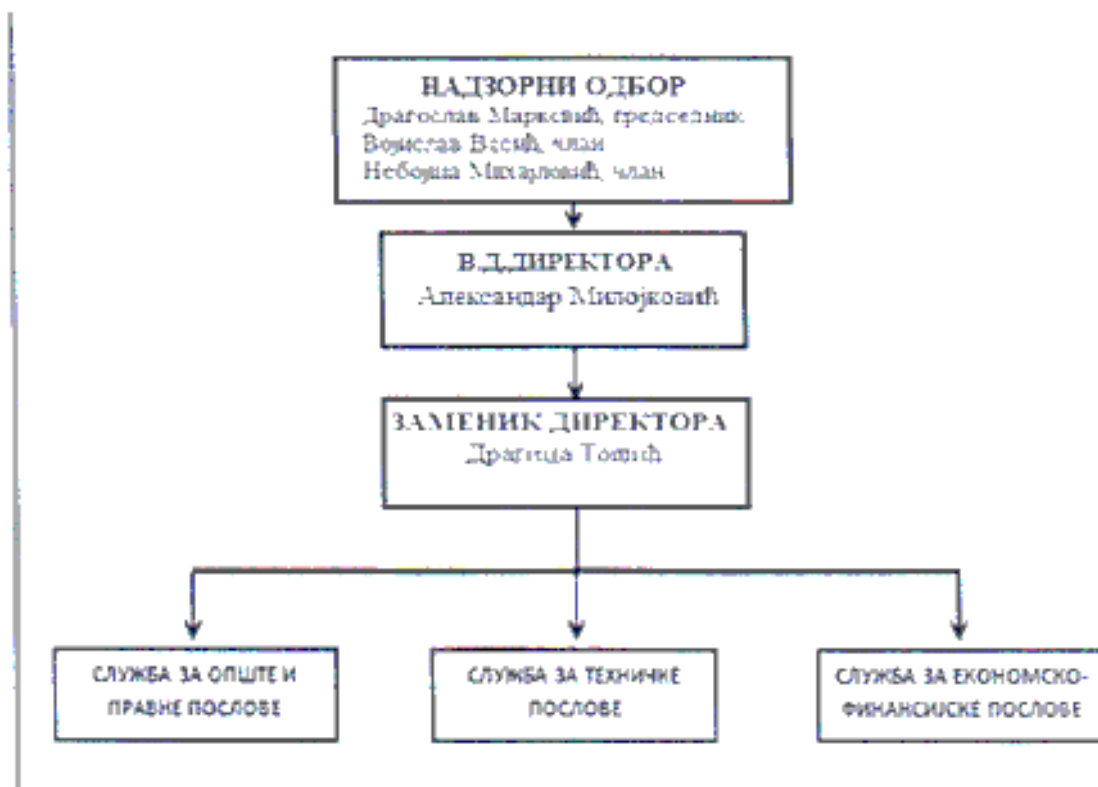 НАДЗОРНИ ОДБОР
Драгослав Марковић, председник
Војислав Васић, члан
Небојша Михајловић, члан
В.Д.ДИРЕКТОРА
Александар Милојковић
ЗАМЕНИК ДИРЕКТОРА
Драгица Тошић
СЛУЖБА ЗА ОПШТЕ И
ПРАВНЕ ПОСЛОВЕ
СЛУЖБА ЗА ТЕХНИЧКЕ
ПОСЛОВЕ
СЛУЖБА ЗА ЕКОНОМСКО-
ФИНАНСИЈСКЕ ПОСЛОВЕ